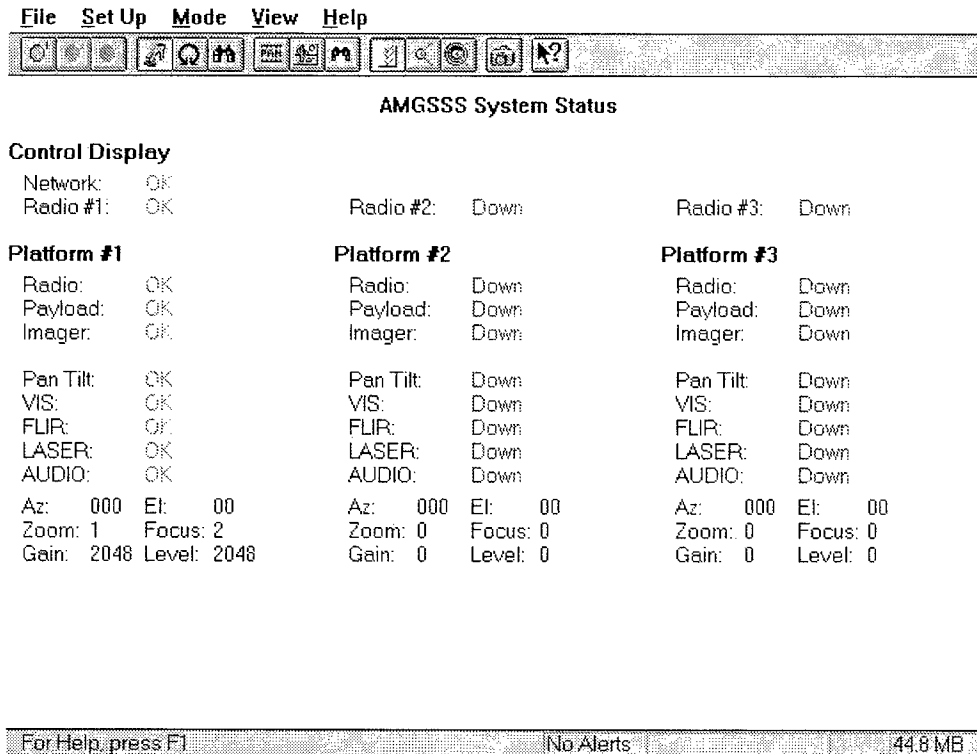 File Set Up Mode View Help
PAN
AMGSSS System Status
Control Display
Network: OK
Radio #1: OK Radio #2: Down Radio #3: Down
Platform #1 Platform #2 Platform #3
Radio: OK Radio: Down Radio: Down
Payload: OK Payload: Down Payload: Down
Imager: OK Imager: Down Imager: Down
Pan Tilt: OK Pan Tilt: Down Pan Tilt: Down
VIS: OK VIS: Down VIS: Down
FLIR: OK FLIR: Down FLIR: Down
LASER: OK LASER: Down LASER: Down
AUDIO: OK AUDIO: Down AUDIO: Down
Az: 000 El: 00 Az: 000 El: 00 Az: 000 El: 00
Zoom: 1 Focus: 2 Zoom: 0 Focus: 0 Zoom: 0 Focus: 0
Gain: 2048 Level: 2048 Gain: 0 Level: 0 Gain: 0 Level: 0
For Help, press F1 No Alerts 44.8 MB